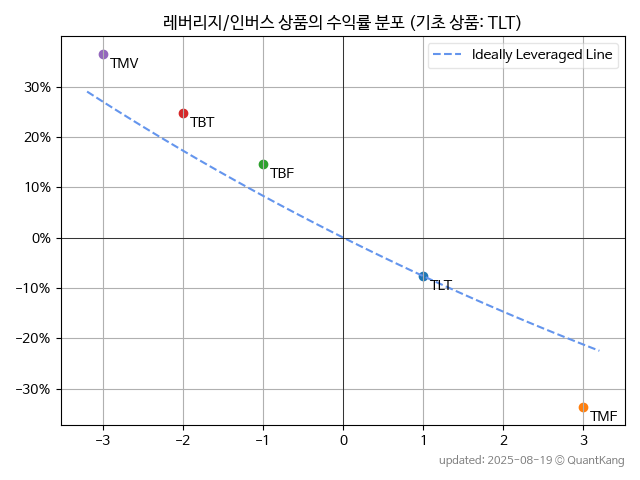 레버리지/인버스 상품의 수익률 분포 (기초 상품: TLT)
Ideally Leveraged Line
TMV
30%
TBT
20%
TBF
10%
0%
TLT
−10%
−20%
−30%
TMF
−3 −2 −1 0 1 2 3
updated: 2025-08-19 © QuantKang